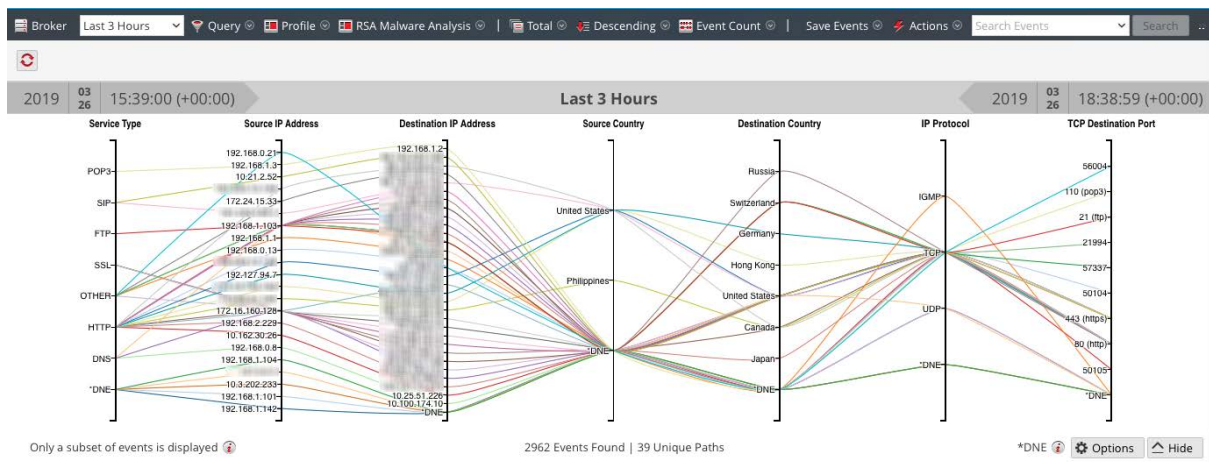 Broker Last 3 Hours Query Profile RSA Malware Analysis | Total Descending Event Count | Save Events Actions Search Events Search ..
2019 03 26 15:39:00 (+00:00) Last 3 Hours 2019 03 26 18:38:59 (+00:00)
Service Type Source IP Address Destination IP Address Source Country Destination Country IP Protocol TCP Destination Port
POP3
SIP
FTP
SSL
OTHER
HTTP
DNS
*DNE
192.168.0.21
192.168.1.3
10.21.2.52
172.24.15.33
192.168.1.103
192.168.1.1
192.168.0.13
192.127.94.7
172.16.160.128
192.168.2.229
10.162.30.26
192.168.0.8
192.168.1.104
10.3.202.233
192.168.1.101
192.168.1.142
192.168.1.2
10.25.51.226
10.100.174.10
*DNE
United States
Philippines
*DNE
Russia
Switzerland
Germany
Hong Kong
United States
Canada
Japan
*DNE
IGMP
TCP
UDP
*DNE
56004
110 (pop3)
21 (ftp)
21994
57337
50104
443 (https)
80 (http)
50105
*DNE
Only a subset of events is displayed 2962 Events Found | 39 Unique Paths *DNE Options Hide